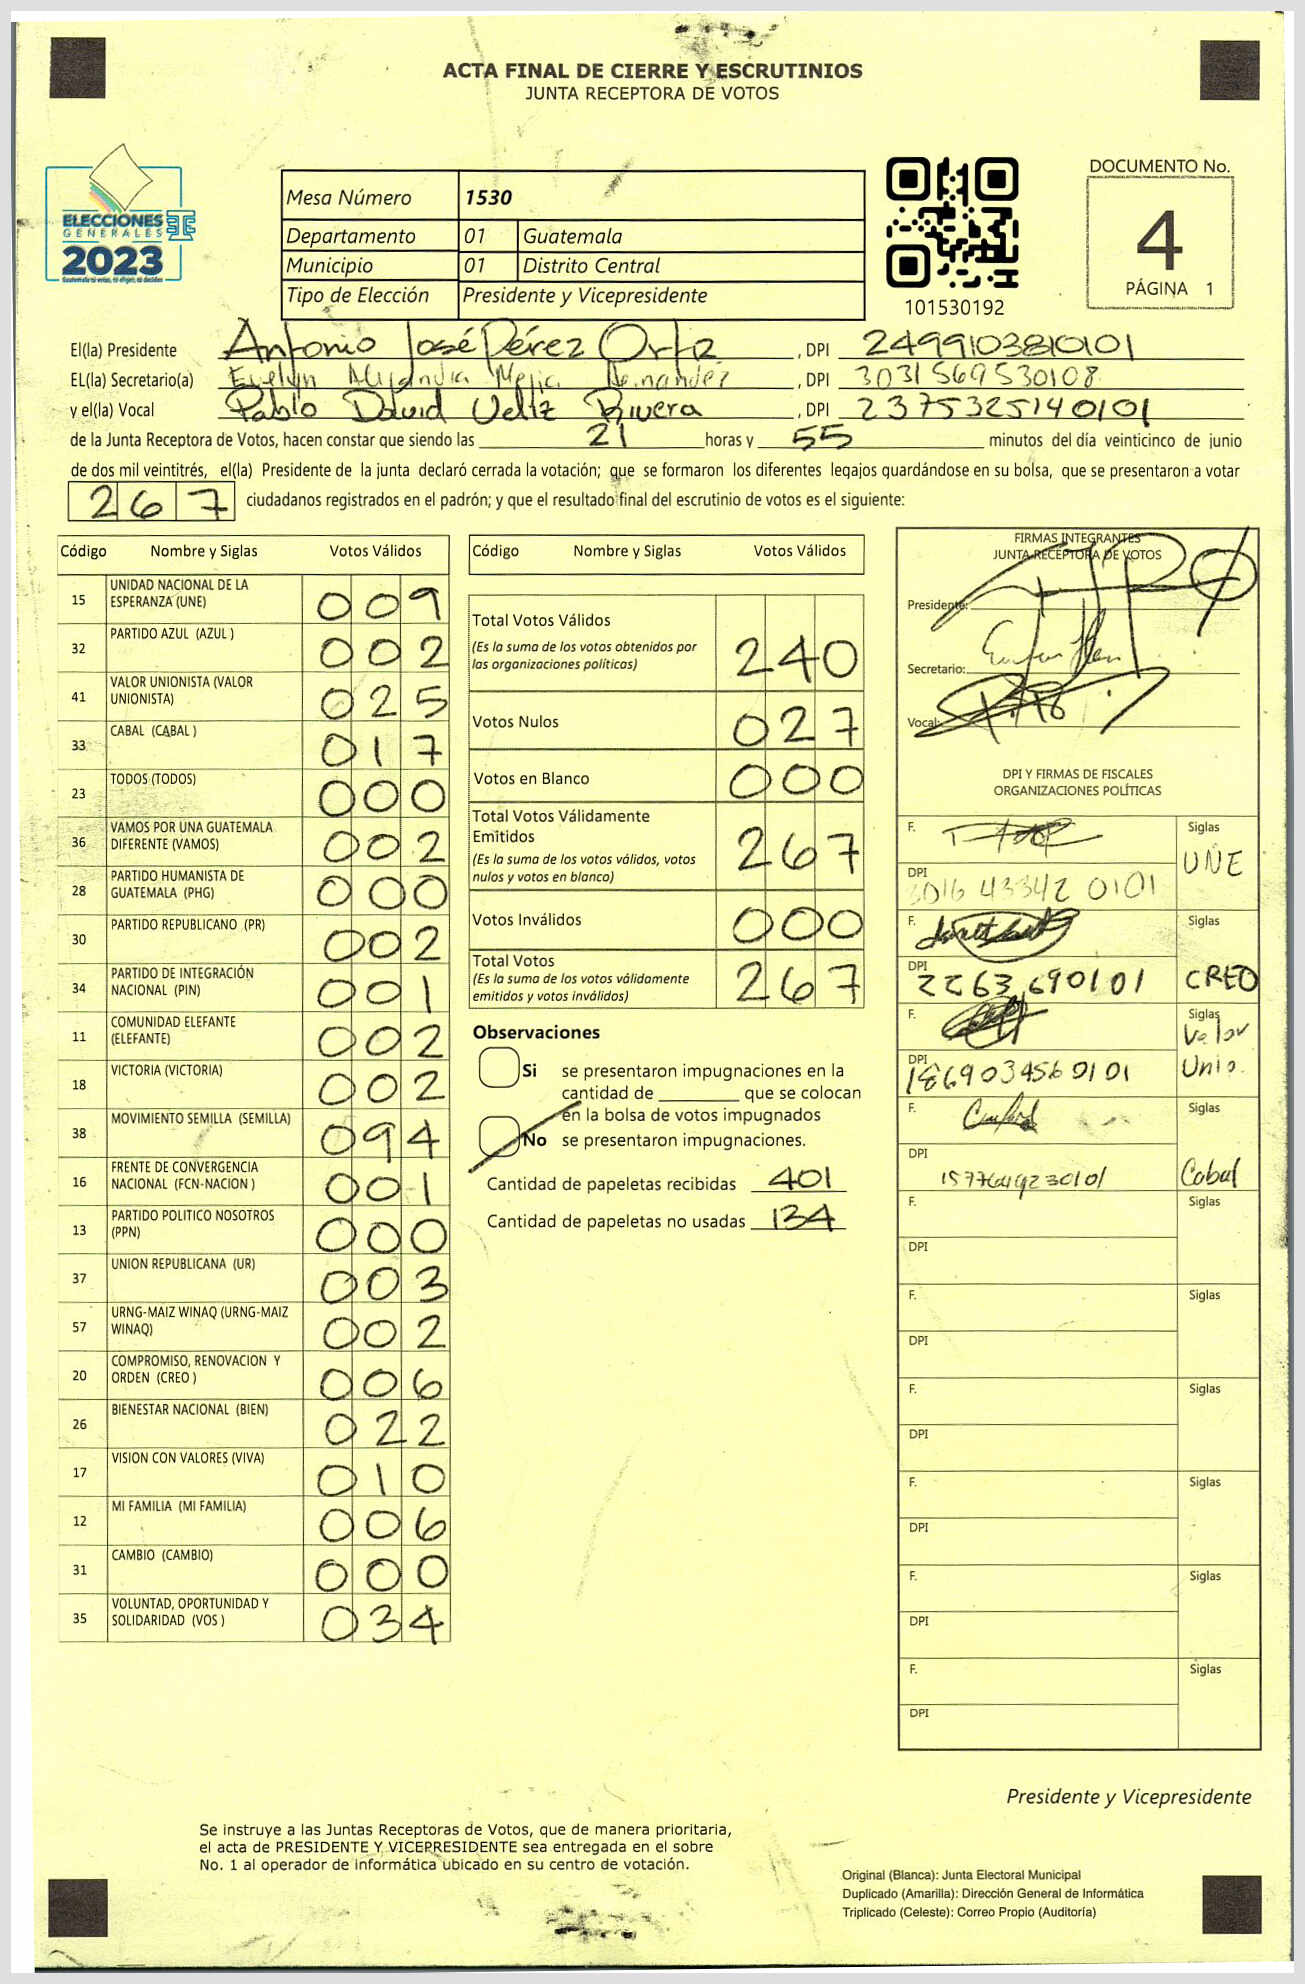 ACTA FINAL DE CIERRE Y ESCRUTINIOS
JUNTA RECEPTORA DE VOTOS
ELECCIONES
GENERALES
2023
Mesa Número 1530
Departamento 01 Guatemala
Municipio 01 Distrito Central
Tipo de Elección Presidente y Vicepresidente
101530192
DOCUMENTO No.
4
PÁGINA 1
El(la) Presidente Antonio José Pérez Ortiz , DPI 2499103810101
EL(la) Secretario(a) Evelyn Mejia Hernandez , DPI 3031569530108
y el(la) Vocal Pablo David Veliz Rivera , DPI 2375325140101
de la Junta Receptora de Votos, hacen constar que siendo las 21 horas y 55 minutos del día veinticinco de junio
de dos mil veintitrés, el(la) Presidente de la junta declaró cerrada la votación; que se formaron los diferentes legajos guardándose en su bolsa, que se presentaron a votar
267 ciudadanos registrados en el padrón; y que el resultado final del escrutinio de votos es el siguiente:
Código Nombre y Siglas Votos Válidos
15 UNIDAD NACIONAL DE LA
ESPERANZA (UNE) 009
32 PARTIDO AZUL (AZUL ) 002
41 VALOR UNIONISTA (VALOR
UNIONISTA) 025
33 CABAL (CABAL ) 017
23 TODOS (TODOS) 000
36 VAMOS POR UNA GUATEMALA
DIFERENTE (VAMOS) 002
28 PARTIDO HUMANISTA DE
GUATEMALA (PHG) 000
30 PARTIDO REPUBLICANO (PR) 002
34 PARTIDO DE INTEGRACIÓN
NACIONAL (PIN) 001
11 COMUNIDAD ELEFANTE
(ELEFANTE) 002
18 VICTORIA (VICTORIA) 002
38 MOVIMIENTO SEMILLA (SEMILLA) 094
16 FRENTE DE CONVERGENCIA
NACIONAL (FCN-NACION ) 001
13 PARTIDO POLITICO NOSOTROS
(PPN) 000
37 UNION REPUBLICANA (UR) 003
57 URNG-MAIZ WINAQ (URNG-MAIZ
WINAQ) 002
20 COMPROMISO, RENOVACION Y
ORDEN (CREO ) 006
26 BIENESTAR NACIONAL (BIEN) 022
17 VISION CON VALORES (VIVA) 010
12 MI FAMILIA (MI FAMILIA) 006
31 CAMBIO (CAMBIO) 000
35 VOLUNTAD, OPORTUNIDAD Y
SOLIDARIDAD (VOS ) 034
Código Nombre y Siglas Votos Válidos
Total Votos Válidos
(Es la suma de los votos obtenidos por
las organizaciones políticas) 240
Votos Nulos 027
Votos en Blanco 000
Total Votos Válidamente
Emitidos
(Es la suma de los votos válidos, votos
nulos y votos en blanco) 267
Votos Inválidos 000
Total Votos
(Es la suma de los votos válidamente
emitidos y votos inválidos) 267
Observaciones
Si se presentaron impugnaciones en la
cantidad de ________ que se colocan
en la bolsa de votos impugnados
No se presentaron impugnaciones.
Cantidad de papeletas recibidas 401
Cantidad de papeletas no usadas 134
FIRMAS INTEGRANTES
JUNTA RECEPTORA DE VOTOS
Presidente:
Secretario:
Vocal:
DPI Y FIRMAS DE FISCALES
ORGANIZACIONES POLÍTICAS
F. Siglas
UNE
DPI 3016 43342 0101
F. Siglas
DPI CREO
F. Siglas
Valor
DPI 1869034560101 Unio.
F. Siglas
DPI
1577649230101 Cabal
F. Siglas
DPI
F. Siglas
DPI
F. Siglas
DPI
F. Siglas
DPI
F. Siglas
DPI
F. Siglas
DPI
Presidente y Vicepresidente
Se instruye a las Juntas Receptoras de Votos, que de manera prioritaria,
el acta de PRESIDENTE Y VICEPRESIDENTE sea entregada en el sobre
No. 1 al operador de informática ubicado en su centro de votación.
Original (Blanca): Junta Electoral Municipal
Duplicado (Amarilla): Dirección General de Informática
Triplicado (Celeste): Correo Propio (Auditoría)